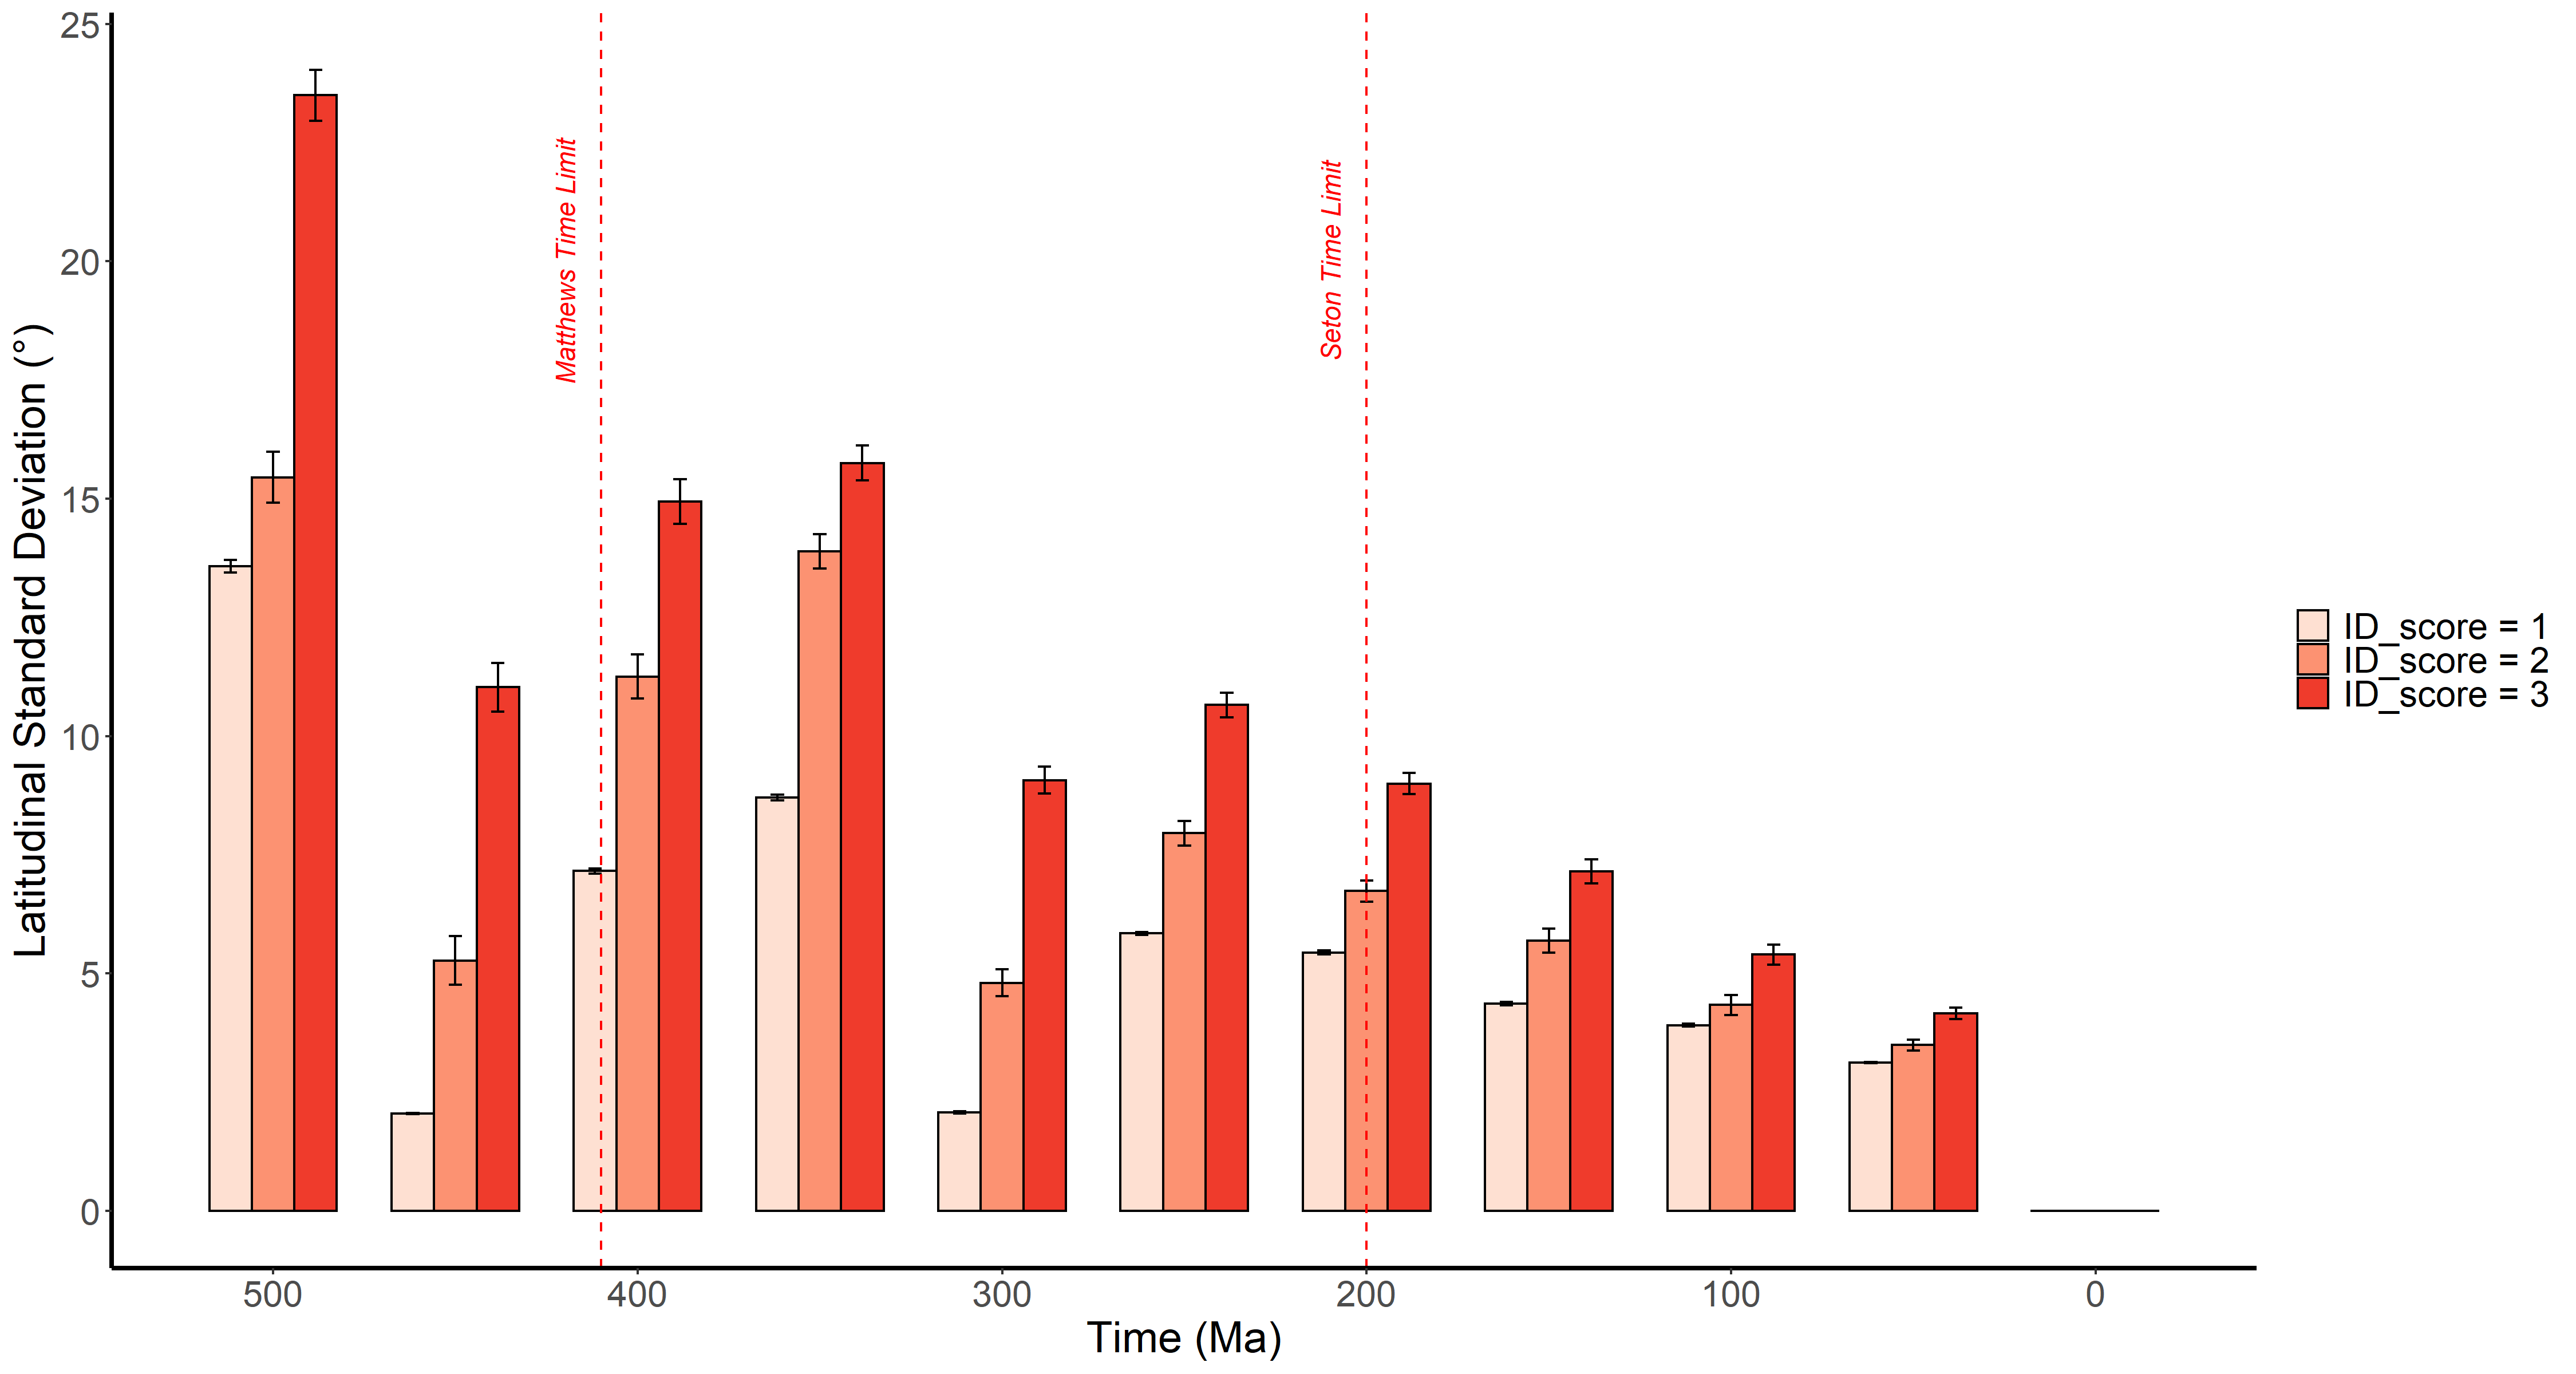 Latitudinal Standard Deviation (°)
25
20
15
10
5
0
Matthews Time Limit
Seton Time Limit
500
400
300
200
100
0
Time (Ma)
ID_score = 1
ID_score = 2
ID_score = 3